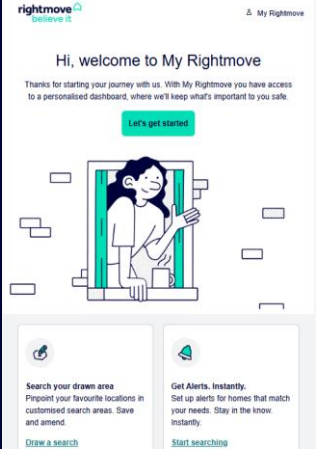 rightmove
believe it
My Rightmove
Hi, welcome to My Rightmove
Thanks for starting your journey with us. With My Rightmove you have access
to a personalised dashboard, where we'll keep what's important to you safe.
Let's get started
Search your drawn area
Pinpoint your favourite locations in
customised search areas. Save
and amend.
Draw a search
Get Alerts. Instantly.
Set up alerts for homes that match
your needs. Stay in the know.
Instantly.
Start searching